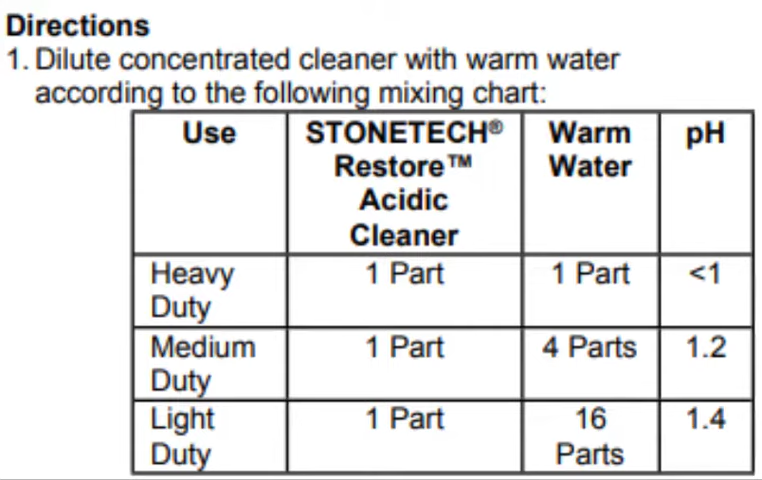 Directions
1. Dilute concentrated cleaner with warm water
according to the following mixing chart:
Use STONETECH® Restore™ Acidic Cleaner Warm Water pH
Heavy Duty 1 Part 1 Part <1
Medium Duty 1 Part 4 Parts 1.2
Light Duty 1 Part 16 Parts 1.4